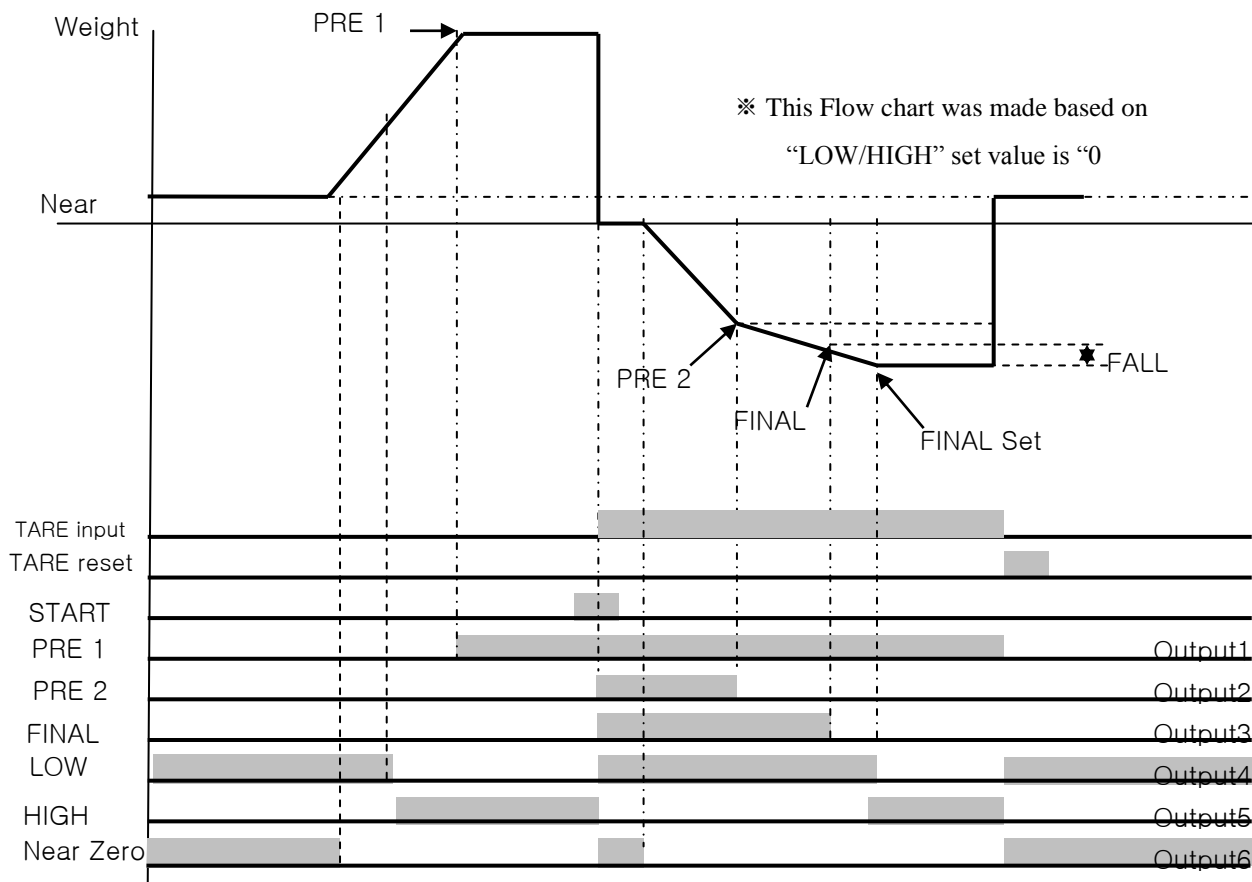 Weight
PRE 1
※ This Flow chart was made based on
“LOW/HIGH” set value is “0
Near
PRE 2
FALL
FINAL
FINAL Set
TARE input
TARE reset
START
PRE 1 Output1
PRE 2 Output2
FINAL Output3
LOW Output4
HIGH Output5
Near Zero Output6